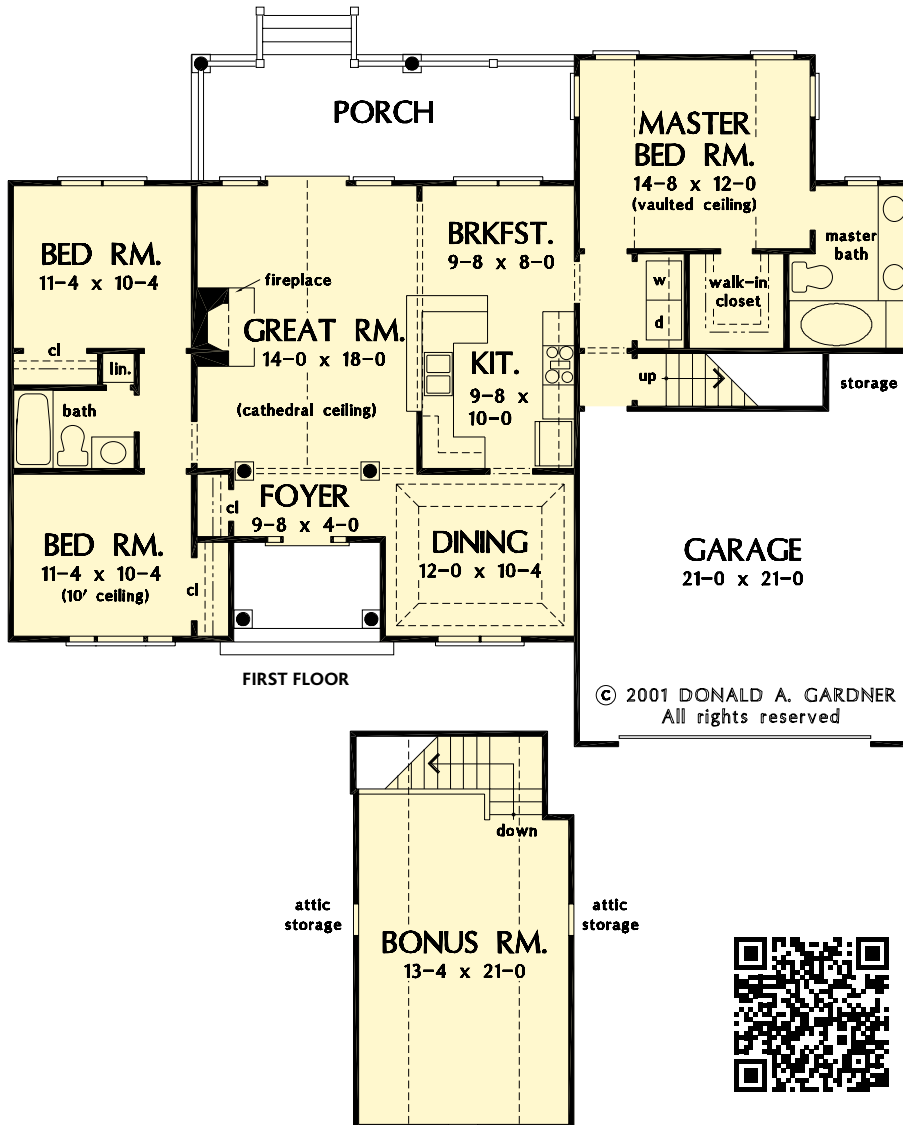 PORCH
MASTER
BED RM.
14-8 x 12-0
(vaulted ceiling)
BED RM.
11-4 x 10-4
fireplace
GREAT RM.
14-0 x 18-0
(cathedral ceiling)
BRKFST.
9-8 x 8-0
KIT.
9-8 x
10-0
w
d
walk-in
closet
master
bath
cl
lin.
bath
up
storage
FOYER
9-8 x 4-0
cl
BED RM.
11-4 x 10-4
(10' ceiling)
cl
DINING
12-0 x 10-4
GARAGE
21-0 x 21-0
FIRST FLOOR
© 2001 DONALD A. GARDNER
All rights reserved
down
attic
storage
attic
storage
BONUS RM.
13-4 x 21-0